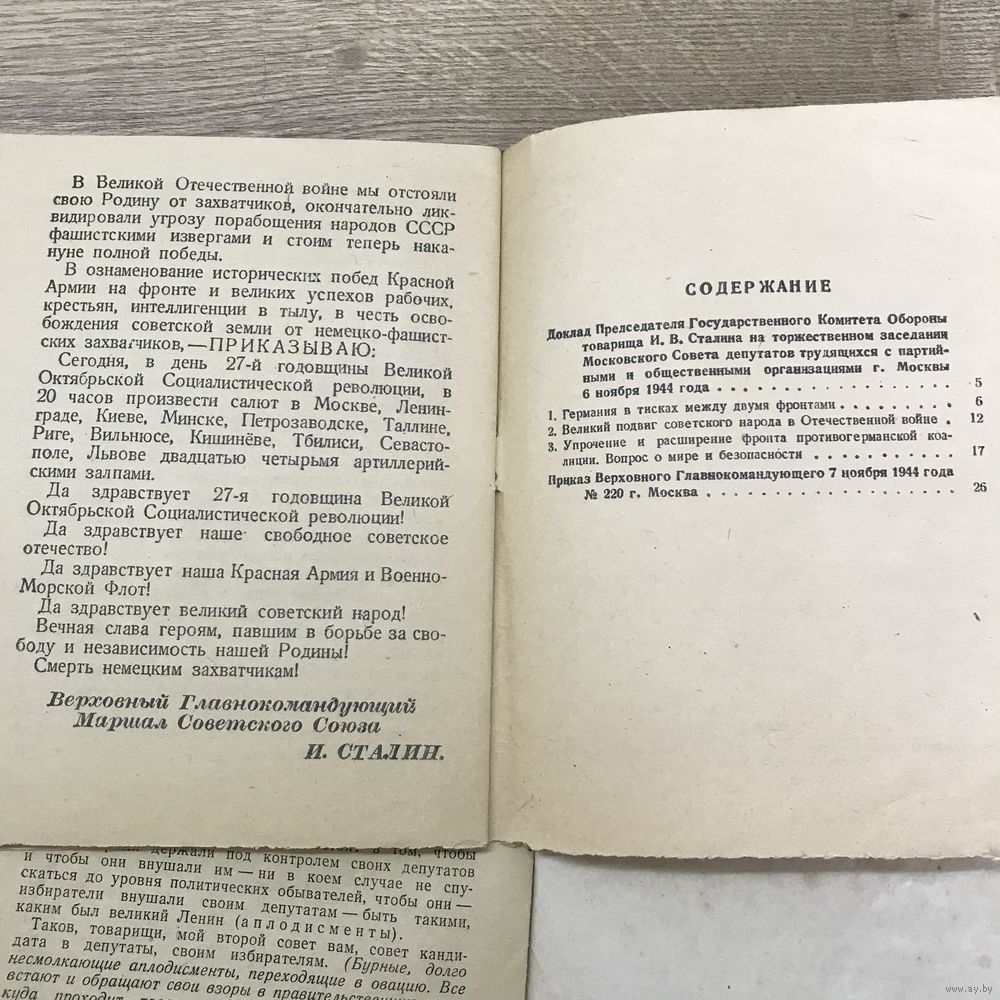 В Великой Отечественной войне мы отстояли
свою Родину от захватчиков, окончательно лик-
видировали угрозу порабощения народов СССР
фашистскими извергами и стоим теперь нака-
нуне полной победы.
В ознаменование исторических побед Красной
Армии на фронте и великих успехов рабочих,
крестьян, интеллигенции в тылу, в честь осво-
бождения советской земли от немецко-фашист-
ских захватчиков, —ПРИКАЗЫВАЮ:
Сегодня, в день 27-й годовщины Великой
Октябрьской Социалистической революции, в
20 часов произвести салют в Москве, Ленин-
граде, Киеве, Минске, Петрозаводске, Таллине,
Риге, Вильнюсе, Кишинёве, Тбилиси, Севасто-
поле, Львове двадцатью четырьмя артиллерий-
скими залпами.
Да здравствует 27-я годовщина Великой
Октябрьской Социалистической революции!
Да здравствует наше свободное советское
отечество!
Да здравствует наша Красная Армия и Военно-
Морской Флот!
Да здравствует великий советский народ!
Вечная слава героям, павшим в борьбе за сво-
боду и независимость нашей Родины!
Смерть немецким захватчикам!
Верховный Главнокомандующий
Маршал Советского Союза
И. СТАЛИН.
СОДЕРЖАНИЕ
Доклад Председателя Государственного Комитета Обороны
товарища И. В. Сталина на торжественном заседании
Московского Совета депутатов трудящихся с партий-
ными и общественными организациями г. Москвы
6 ноября 1944 года . . . . . . . . . . . . . . . 5
1. Германия в тисках между двумя фронтами . . . . . . . . . 6
2. Великий подвиг советского народа в Отечественной войне . 12
3. Упрочение и расширение фронта противогерманской коа-
лиции. Вопрос о мире и безопасности . . . . . . . . . . 17
Приказ Верховного Главнокомандующего 7 ноября 1944 года
№ 220 г. Москва . . . . . . . . . . . . . . . . 26
держали под контролем своих депутатов
и чтобы они внушали им — ни в коем случае не спу-
скаться до уровня политических обывателей, чтобы они —
избиратели внушали своим депутатам — быть такими,
каким был великий Ленин (аплодисменты).
Таков, товарищи, мой второй совет вам, совет канди-
дата в депутаты, своим избирателям. (Бурные, долго
несмолкающие аплодисменты, переходящие в овацию. Все
встают и обращают свои взоры в
куда проходит
www.ay.by